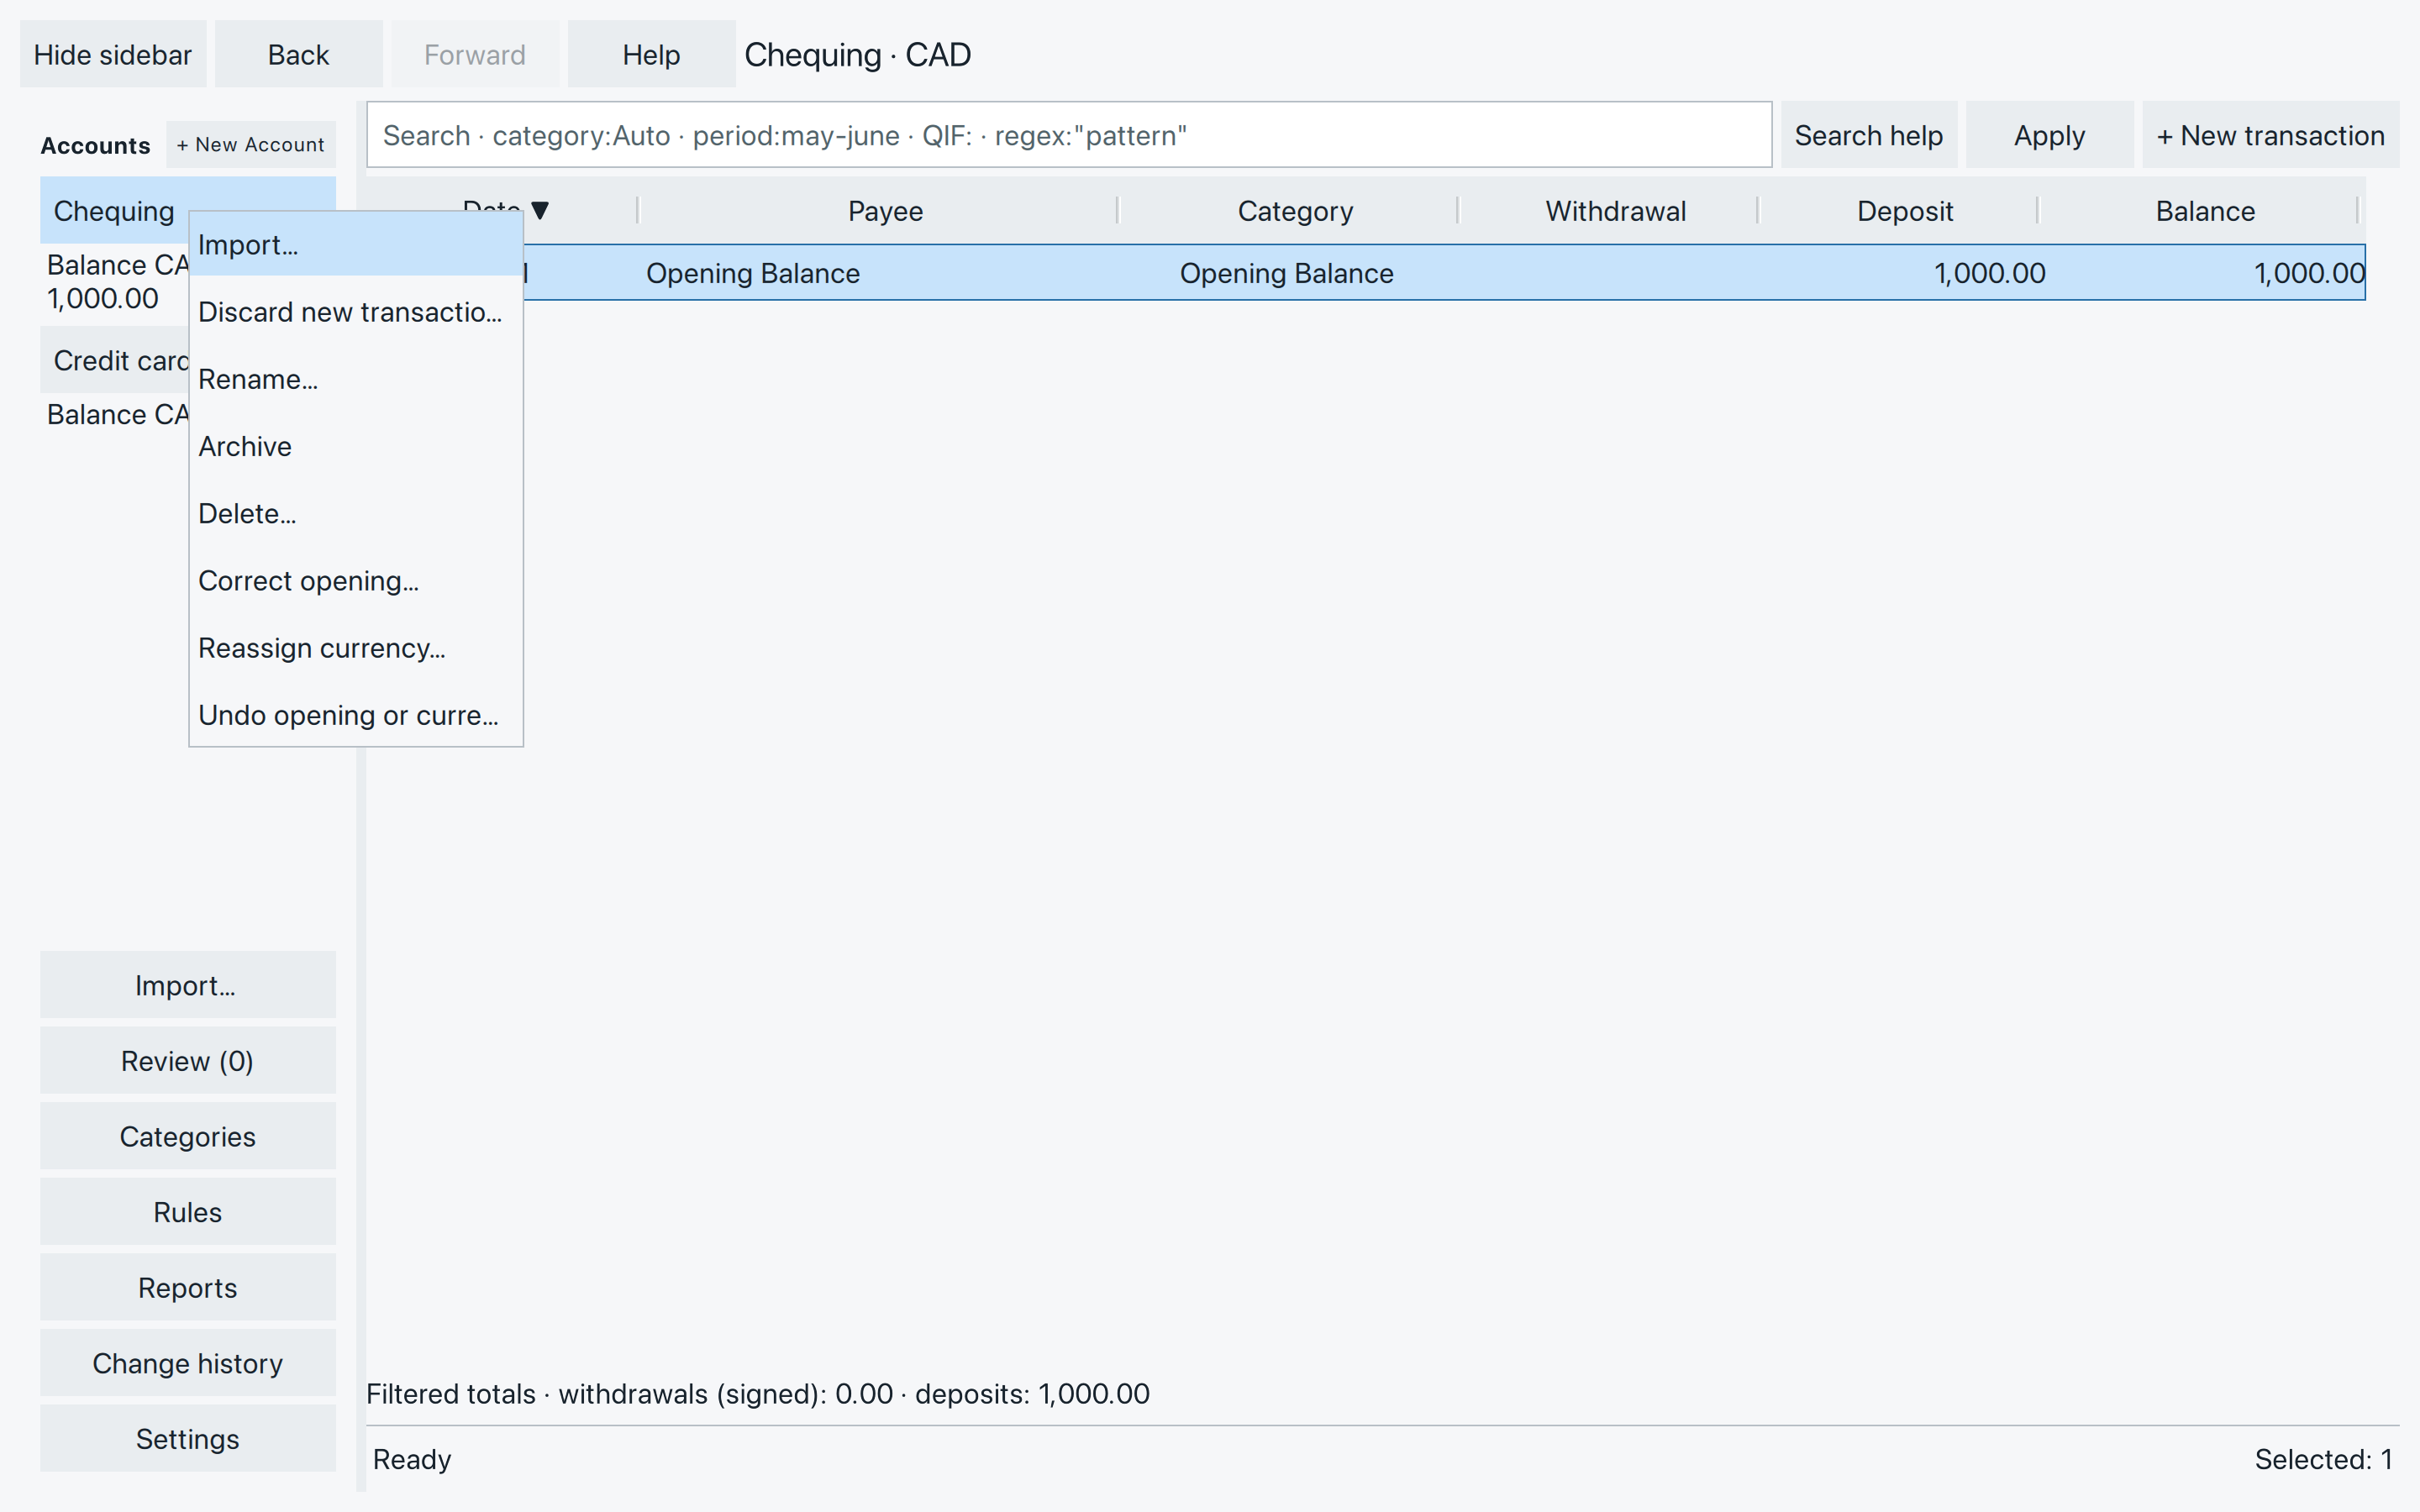 Hide sidebar
Back
Forward
Help
Chequing · CAD
Accounts
+ New Account
Search · category:Auto · period:may-june · QIF: · regex:"pattern"
Search help
Apply
+ New transaction
Chequing
Balance CA
1,000.00
Credit card
Balance CA
Import…
Discard new transactio…
Rename…
Archive
Delete…
Correct opening…
Reassign currency…
Undo opening or curre…
Date ▼
Payee
Category
Withdrawal
Deposit
Balance
Opening Balance
Opening Balance
1,000.00
1,000.00
Import…
Review (0)
Categories
Rules
Reports
Change history
Settings
Filtered totals · withdrawals (signed): 0.00 · deposits: 1,000.00
Ready
Selected: 1